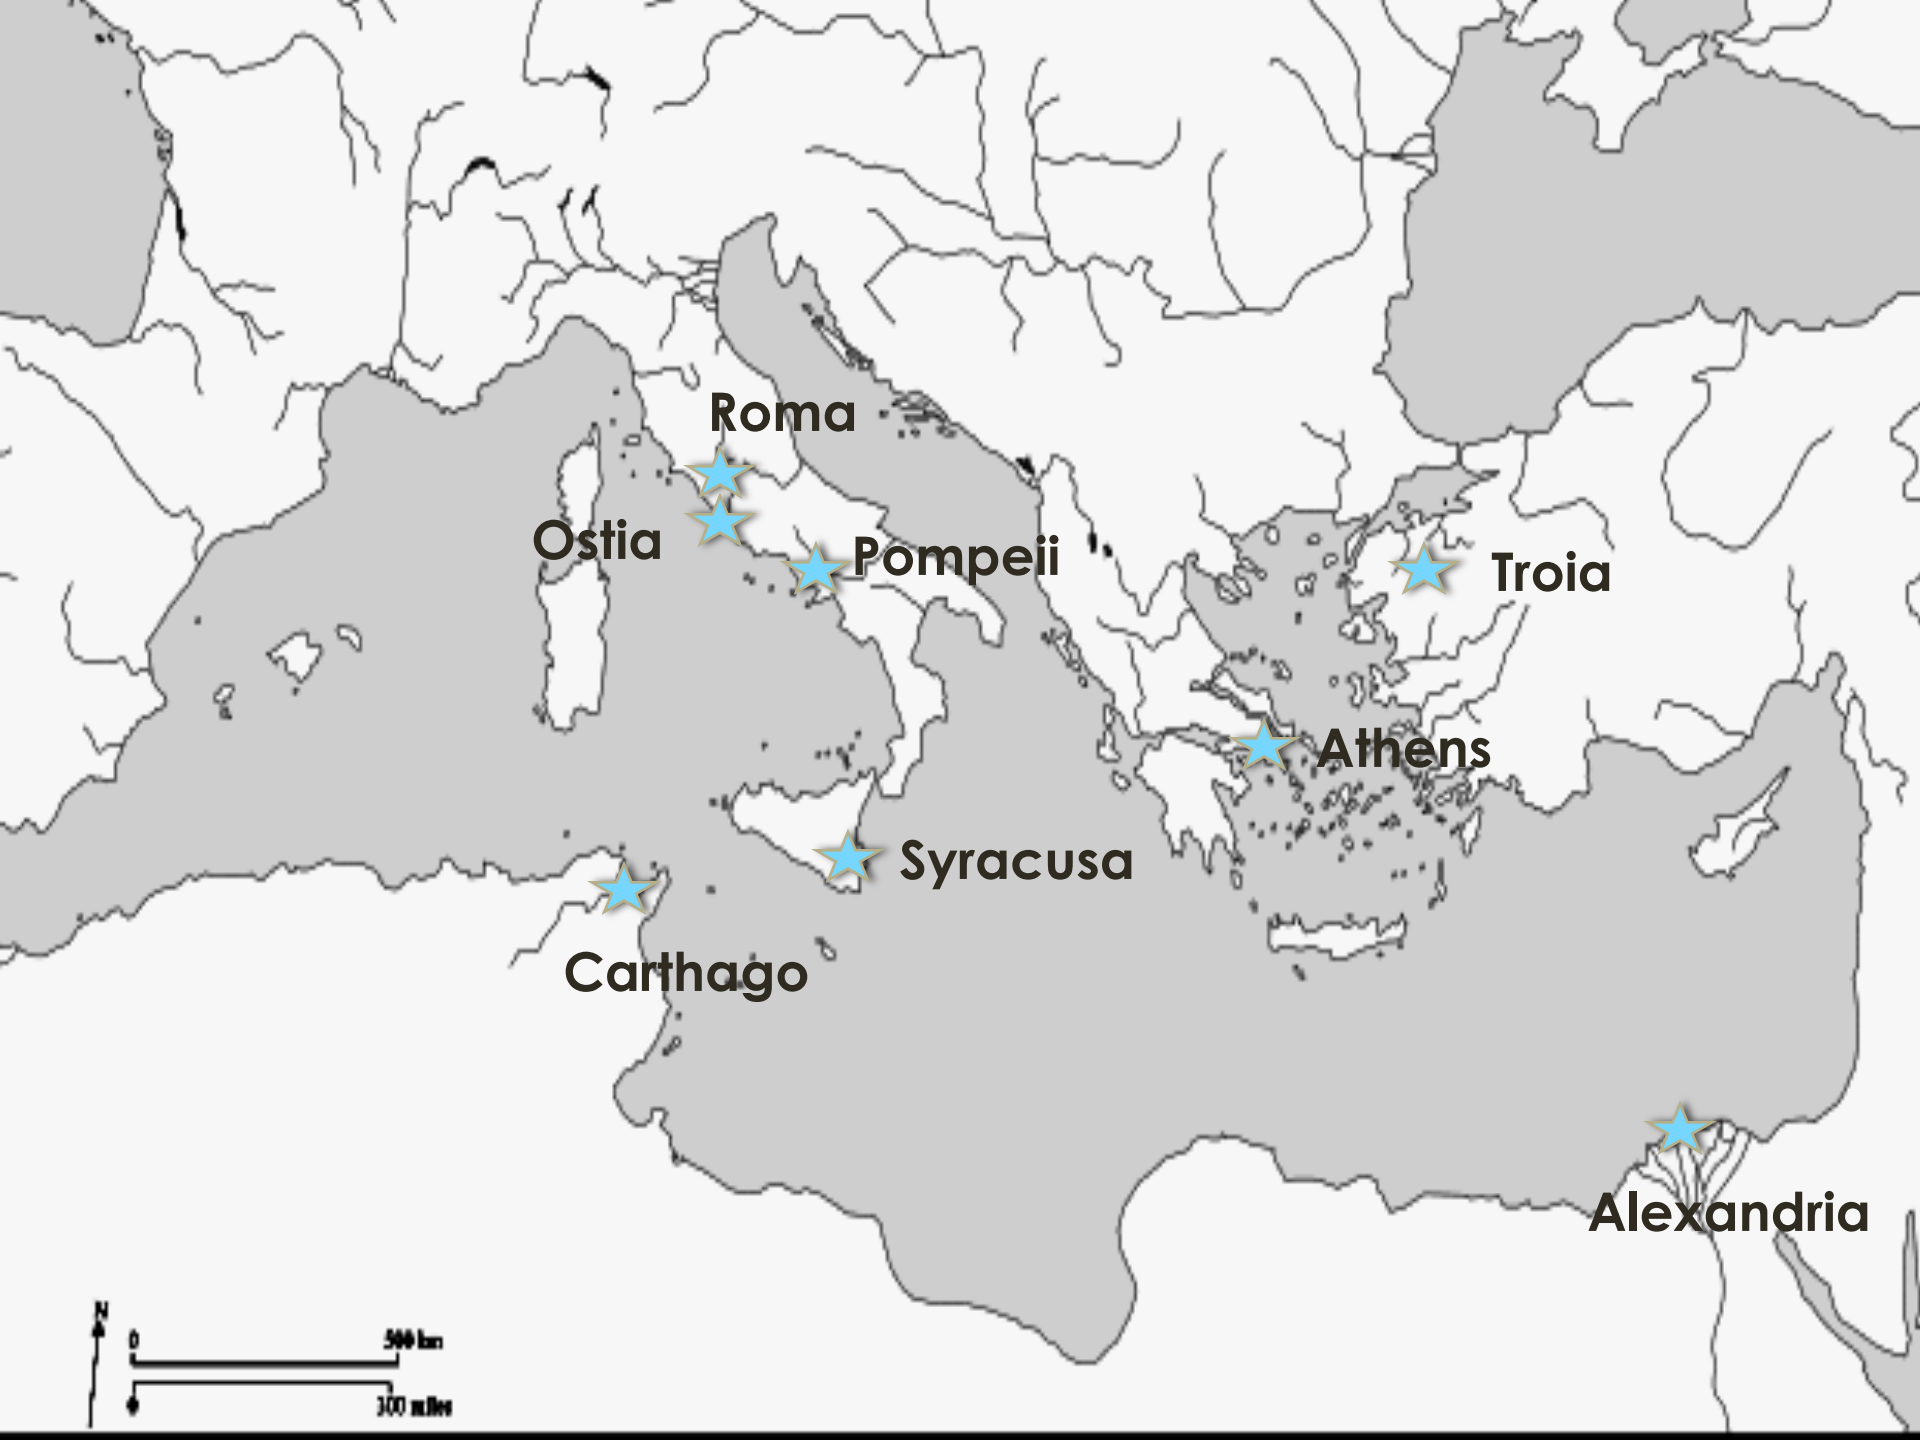 Roma
Ostia
Pompeii
Troia
Athens
Syracusa
Carthago
Alexandria
N
0
500 km
300 miles